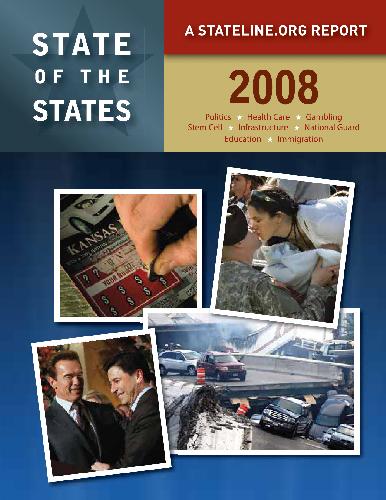 STATE
OF THE
STATES
A STATELINE.ORG REPORT
2008
Politics ★ Health Care ★ Gambling
Stem Cell ★ Infrastructure ★ National Guard
Education ★ Immigration
KANSAS